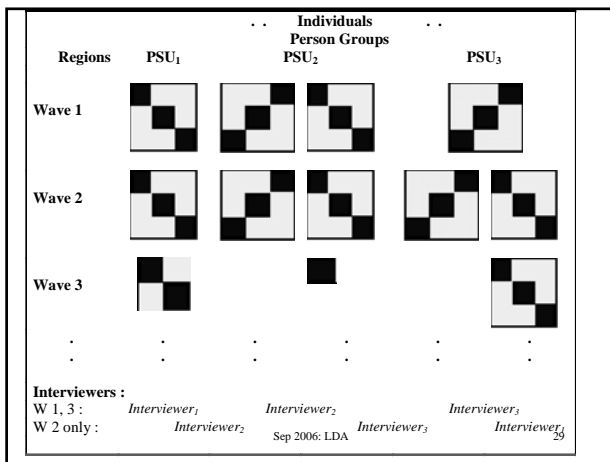 . . Individuals . .
Person Groups
Regions PSU₁ PSU₂ PSU₃
Wave 1
Wave 2
Wave 3
. . . . . .
. . . . . .
Interviewers :
W 1, 3 : Interviewer₁ Interviewer₂ Interviewer₃
W 2 only : Interviewer₂ Interviewer₃ Interviewer₁
Sep 2006: LDA 29